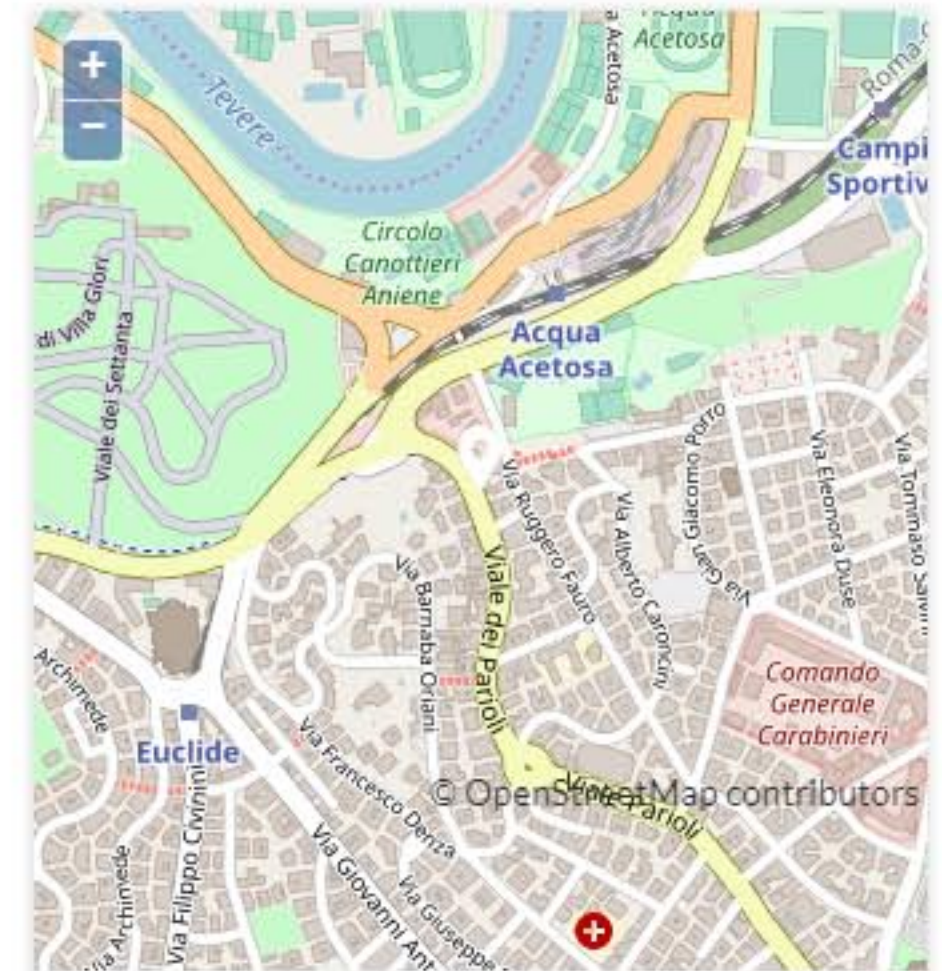 +
−
Tevere
Acqua
Acetosa
a Acetosa
Roma-
Campi
Sportiv
Circolo
Canottieri
Aniene
Acqua
Acetosa
di Villa Glori
Viale dei Settanta
Via Gian Giacomo Porro
Via Eleonora Duse
Via Tommaso Salvini
Via Ruggero Fauro
Via Alberto Caroncini
Viale dei Parioli
Via Barnaba Oriani
Archimede
Comando
Generale
Carabinieri
Euclide
Via Francesco Denza
© OpenStreetMap contributors
Viale Parioli
Via Filippo Civinini
Via Archimede
Via Giovanni Ant
Via Giuseppe